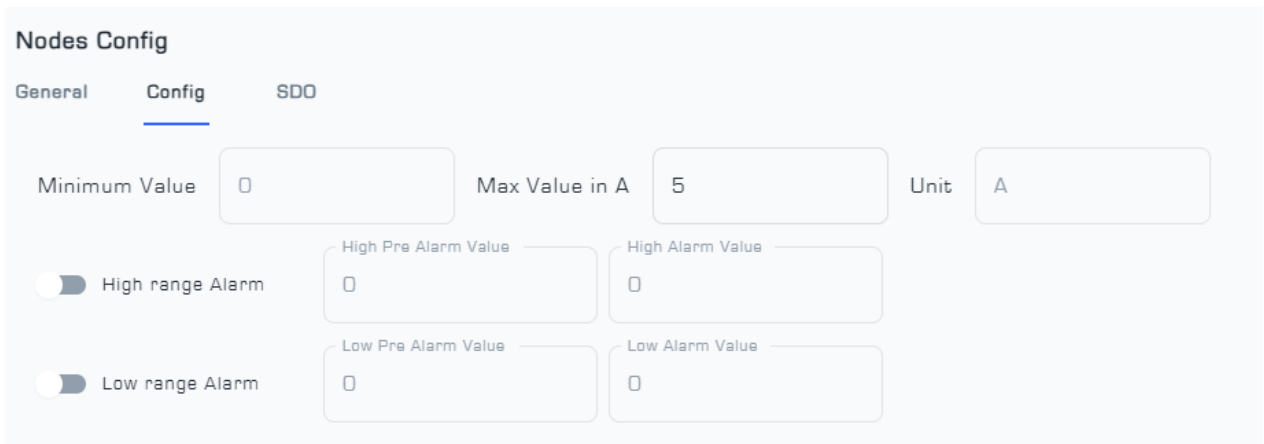 Nodes Config
General Config SDO
Minimum Value 0 Max Value in A 5 Unit A
High Pre Alarm Value High Alarm Value
High range Alarm 0 0
Low Pre Alarm Value Low Alarm Value
Low range Alarm 0 0